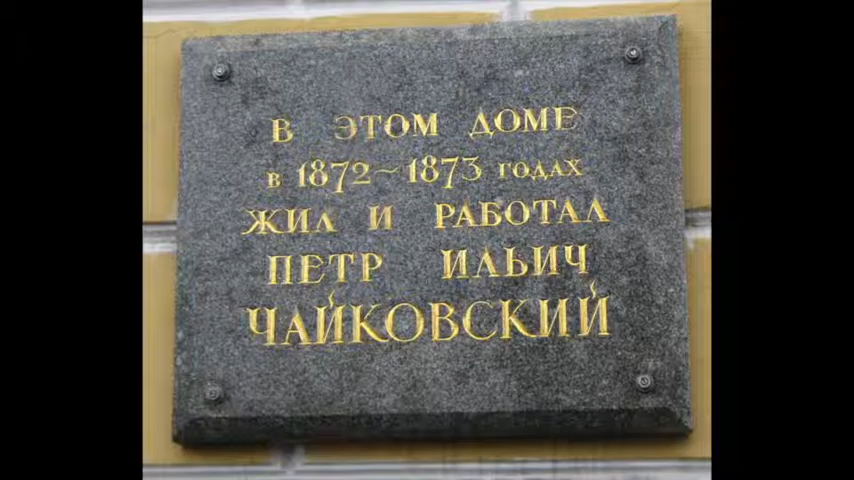 В ЭТОМ ДОМЕ
В 1872~1873 ГОДАХ
ЖИЛ И РАБОТАЛ
ПЕТР ИЛЬИЧ
ЧАЙКОВСКИЙ